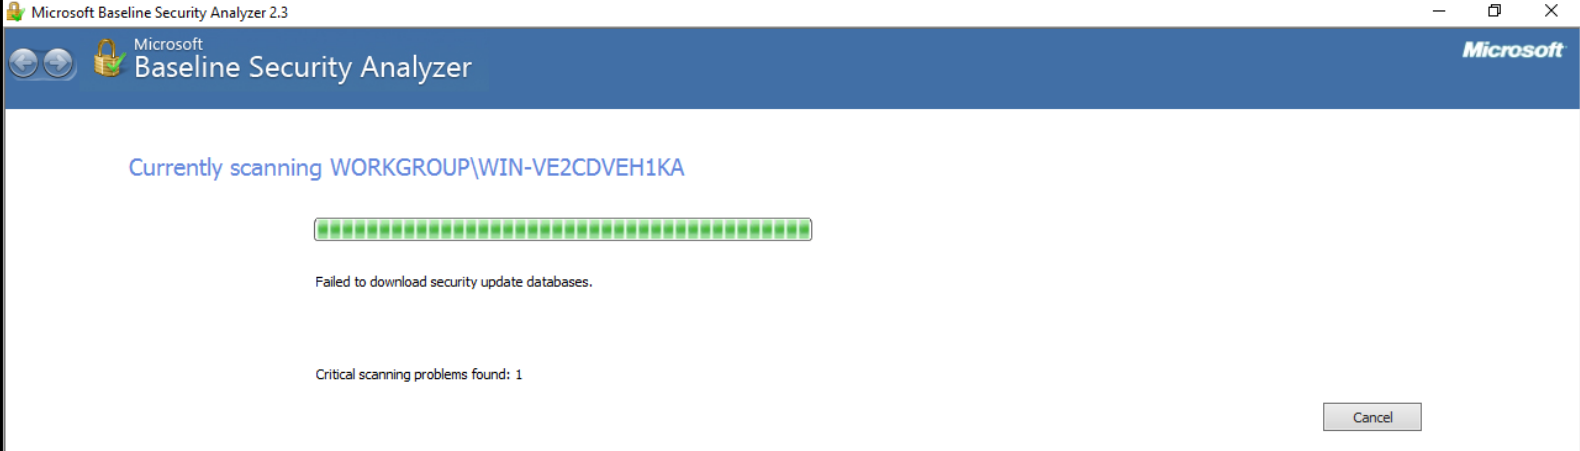 Microsoft Baseline Security Analyzer 2.3
Microsoft
Baseline Security Analyzer
Microsoft
Currently scanning WORKGROUP\WIN-VE2CDVEH1KA
Failed to download security update databases.
Critical scanning problems found: 1
Cancel